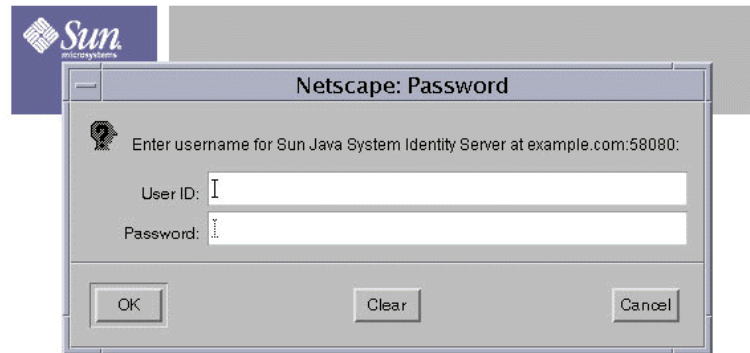 Sun
microsystems
Netscape: Password
Enter username for Sun Java System Identity Server at example.com:58080:
User ID:
Password:
OK
Clear
Cancel